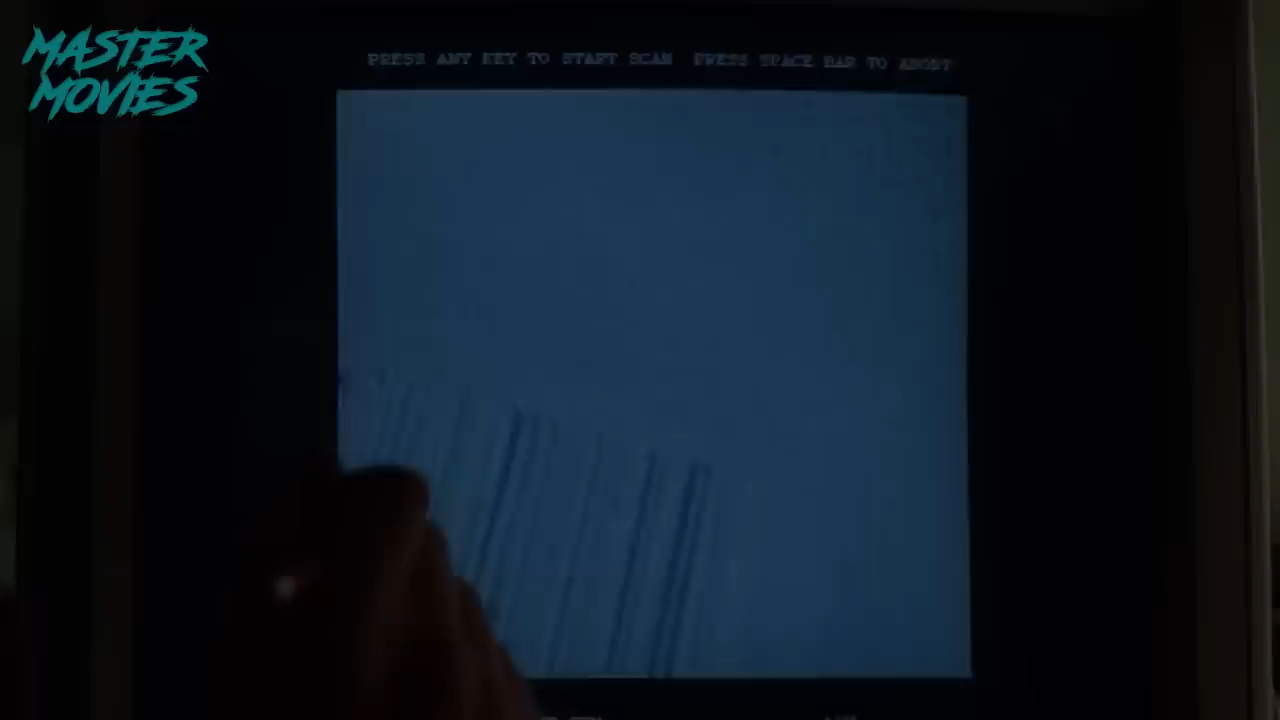 MASTER
MOVIES
PRESS ANY KEY TO START SCAN PRESS SPACE BAR TO ABORT